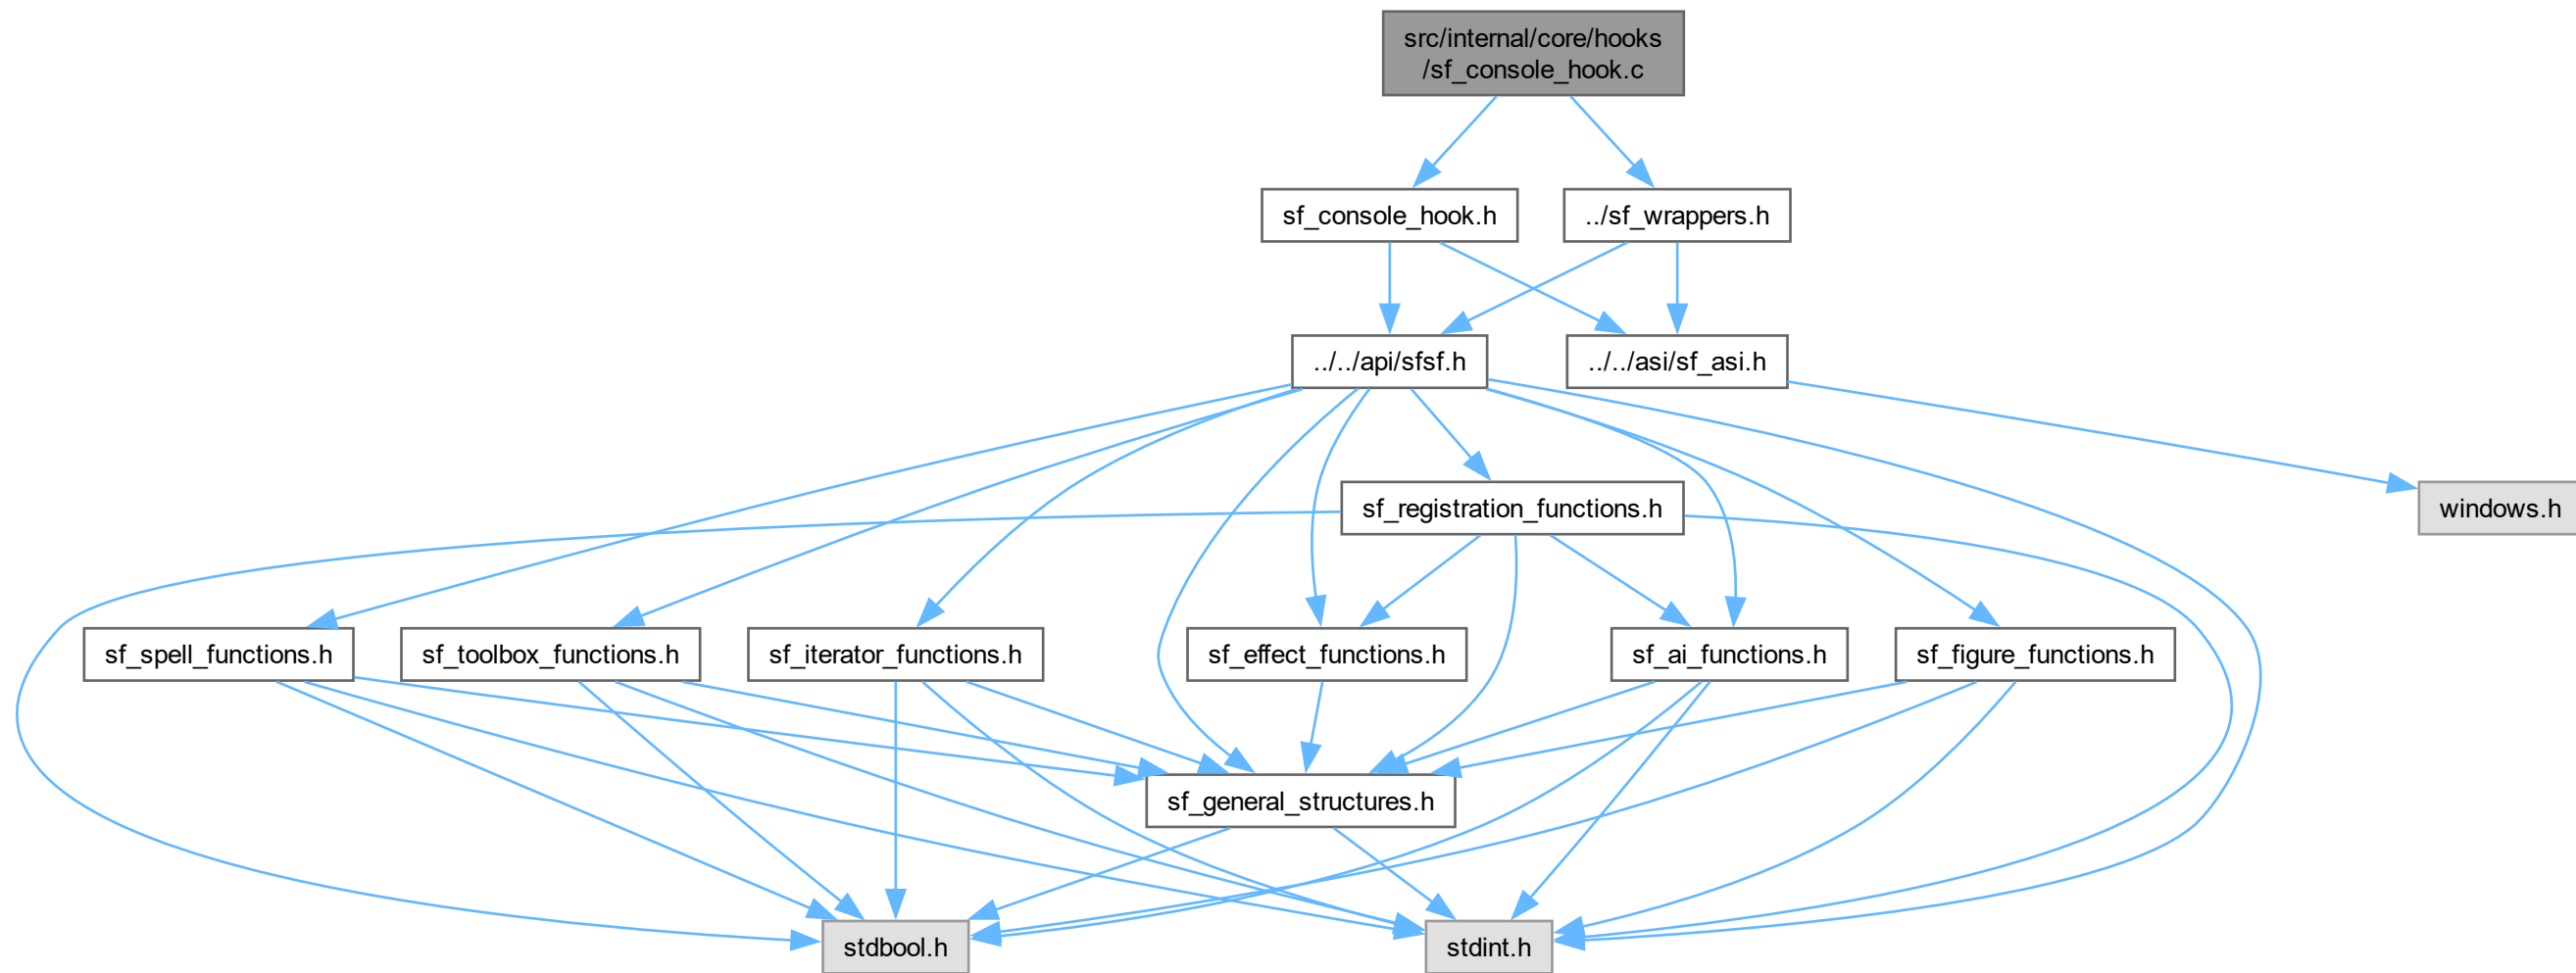 src/internal/core/hooks
/sf_console_hook.c
sf_console_hook.h
../sf_wrappers.h
../../api/sfsf.h
../../asi/sf_asi.h
sf_registration_functions.h
windows.h
sf_spell_functions.h
sf_toolbox_functions.h
sf_iterator_functions.h
sf_effect_functions.h
sf_ai_functions.h
sf_figure_functions.h
sf_general_structures.h
stdbool.h
stdint.h